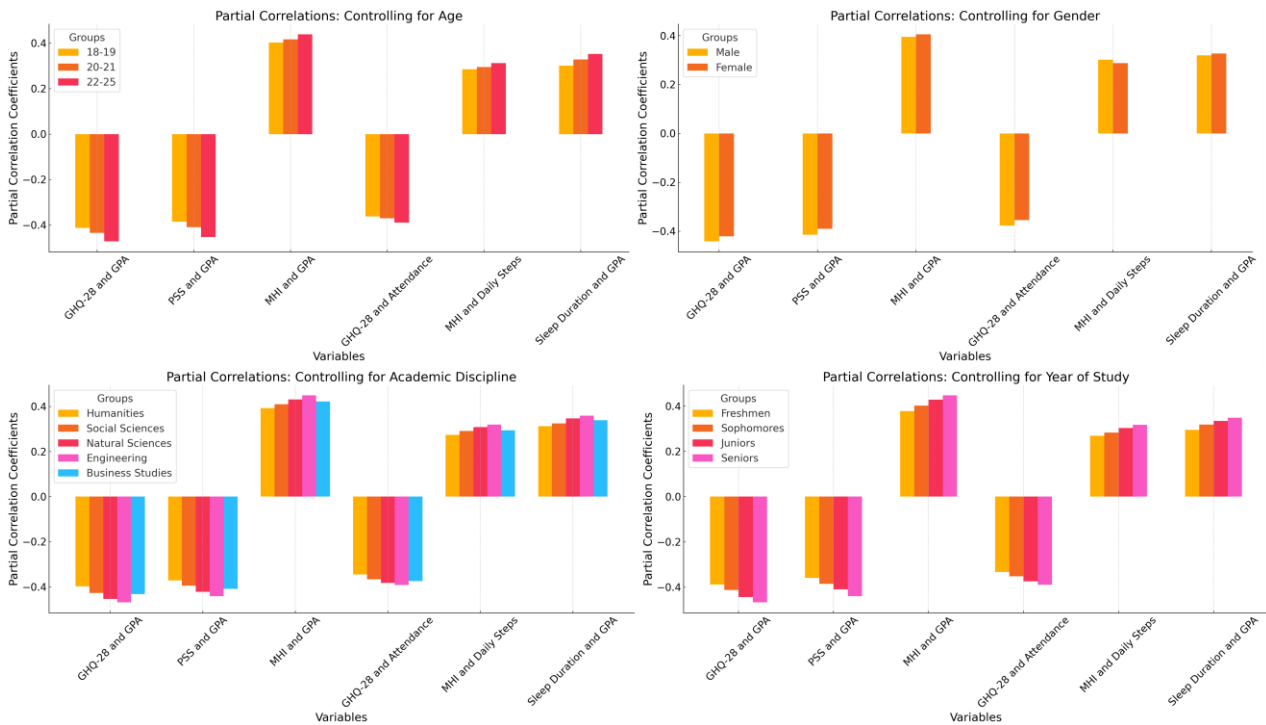 Partial Correlations: Controlling for Age
Groups
18-19
20-21
22-25
0.4
0.2
0.0
−0.2
−0.4
Partial Correlation Coefficients
GHQ-28 and GPA
PSS and GPA
MHI and GPA
GHQ-28 and Attendance
MHI and Daily Steps
Sleep Duration and GPA
Variables
Partial Correlations: Controlling for Gender
Groups
Male
Female
0.4
0.2
0.0
−0.2
−0.4
Partial Correlation Coefficients
GHQ-28 and GPA
PSS and GPA
MHI and GPA
GHQ-28 and Attendance
MHI and Daily Steps
Sleep Duration and GPA
Variables
Partial Correlations: Controlling for Academic Discipline
Groups
Humanities
Social Sciences
Natural Sciences
Engineering
Business Studies
0.4
0.2
0.0
−0.2
−0.4
Partial Correlation Coefficients
GHQ-28 and GPA
PSS and GPA
MHI and GPA
GHQ-28 and Attendance
MHI and Daily Steps
Sleep Duration and GPA
Variables
Partial Correlations: Controlling for Year of Study
Groups
Freshmen
Sophomores
Juniors
Seniors
0.4
0.2
0.0
−0.2
−0.4
Partial Correlation Coefficients
GHQ-28 and GPA
PSS and GPA
MHI and GPA
GHQ-28 and Attendance
MHI and Daily Steps
Sleep Duration and GPA
Variables